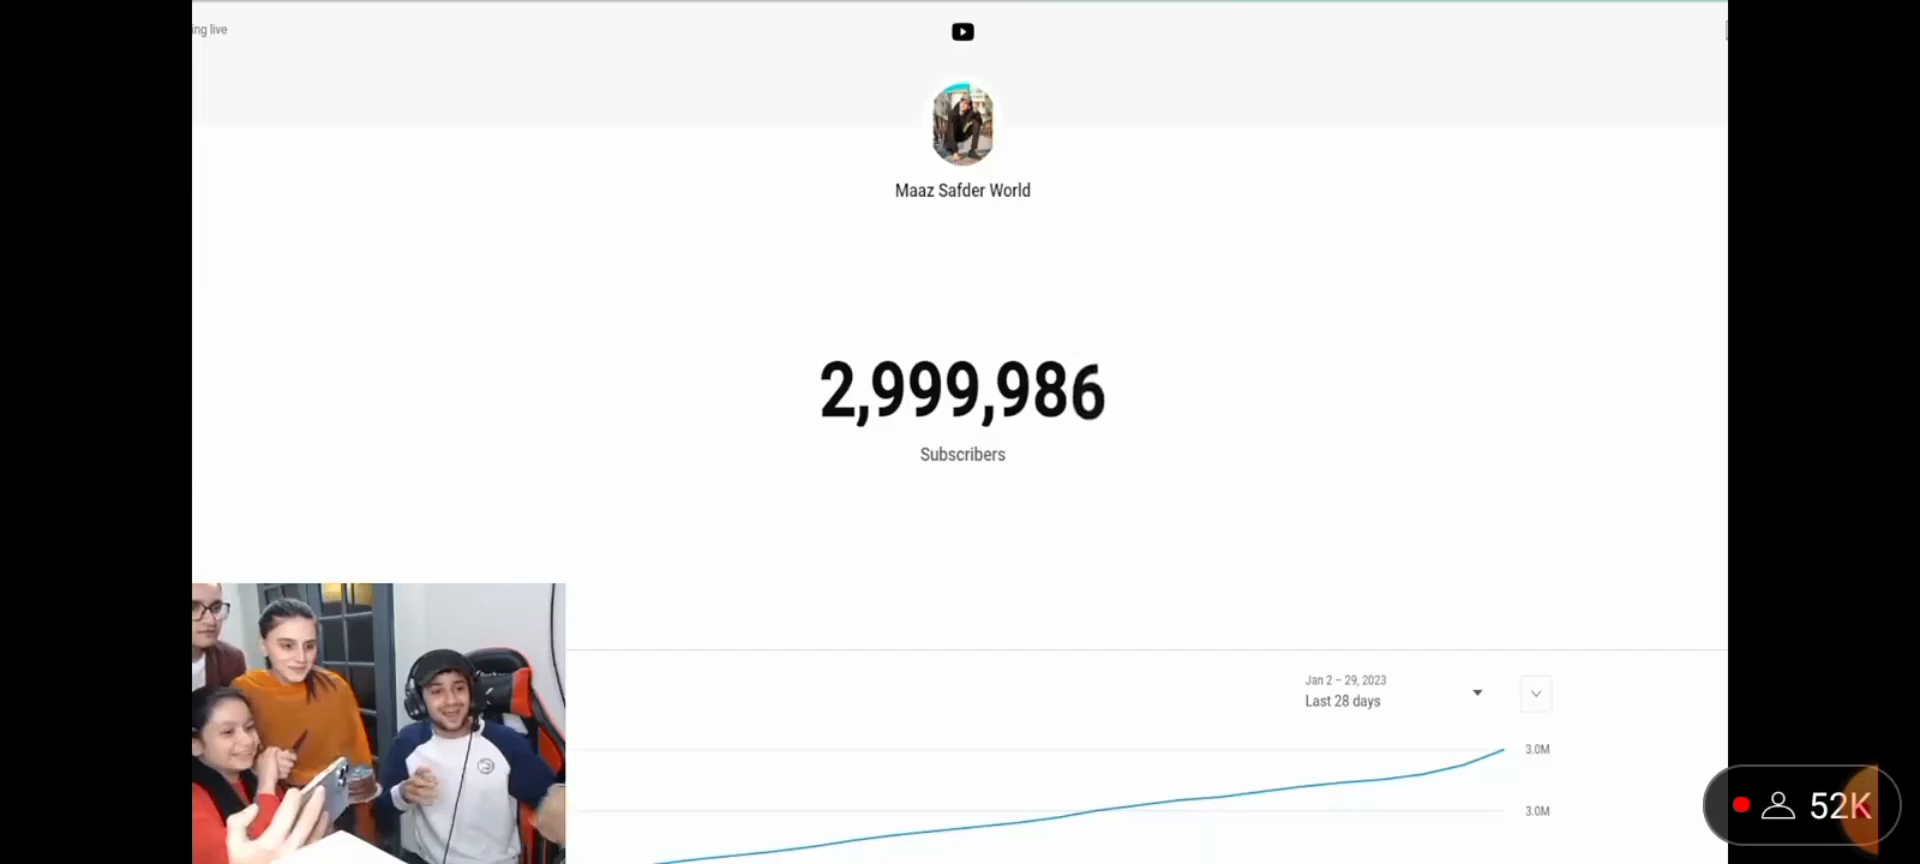 ing live
Maaz Safder World
2,999,986
Subscribers
Jan 2 – 29, 2023
Last 28 days
3.0M
3.0M
52K